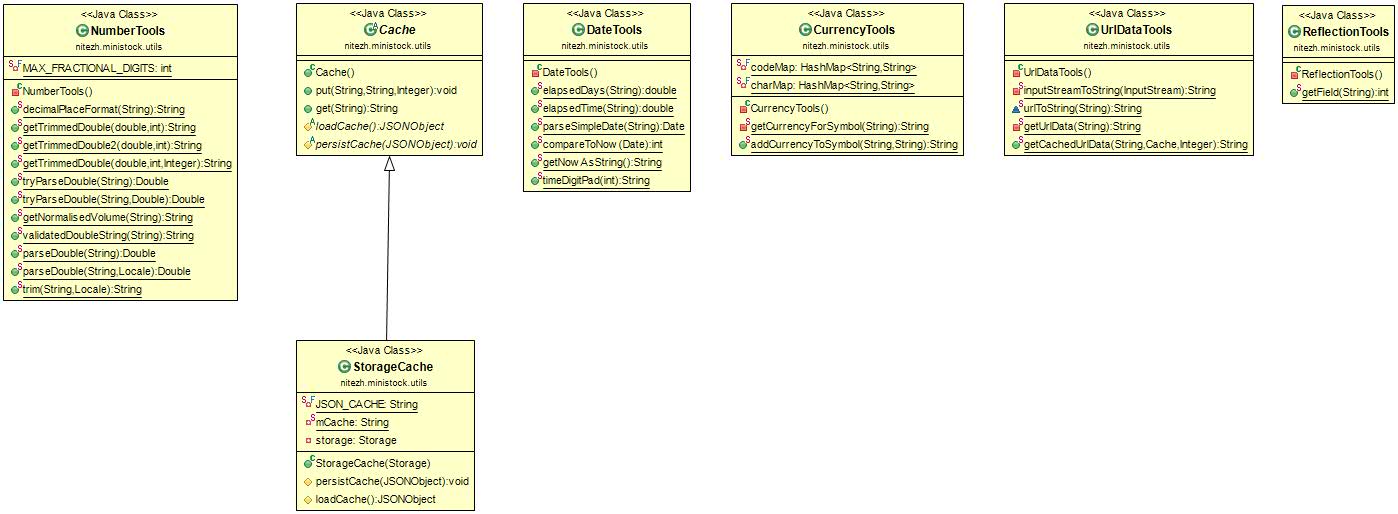 <<Java Class>>
NumberTools
nitezh.ministock.utils
MAX_FRACTIONAL_DIGITS: int
NumberTools()
decimalPlaceFormat(String):String
getTrimmedDouble(double,int):String
getTrimmedDouble2(double,int):String
getTrimmedDouble(double,int,Integer):String
tryParseDouble(String):Double
tryParseDouble(String,Double):Double
getNormalisedVolume(String):String
validatedDoubleString(String):String
parseDouble(String):Double
parseDouble(String,Locale):Double
trim(String,Locale):String
<<Java Class>>
Cache
nitezh.ministock.utils
Cache()
put(String,String,Integer):void
get(String):String
loadCache():JSONObject
persistCache(JSONObject):void
<<Java Class>>
DateTools
nitezh.ministock.utils
DateTools()
elapsedDays(String):double
elapsedTime(String):double
parseSimpleDate(String):Date
compareToNow (Date):int
getNow AsString():String
timeDigitPad(int):String
<<Java Class>>
CurrencyTools
nitezh.ministock.utils
codeMap: HashMap<String,String>
charMap: HashMap<String,String>
CurrencyTools()
getCurrencyForSymbol(String):String
addCurrencyToSymbol(String,String):String
<<Java Class>>
UrlDataTools
nitezh.ministock.utils
UrlDataTools()
inputStreamToString(InputStream):String
urlToString(String):String
getUrlData(String):String
getCachedUrlData(String,Cache,Integer):String
<<Java Class>>
ReflectionTools
nitezh.ministock.utils
ReflectionTools()
getField(String):int
<<Java Class>>
StorageCache
nitezh.ministock.utils
JSON_CACHE: String
mCache: String
storage: Storage
StorageCache(Storage)
persistCache(JSONObject):void
loadCache():JSONObject